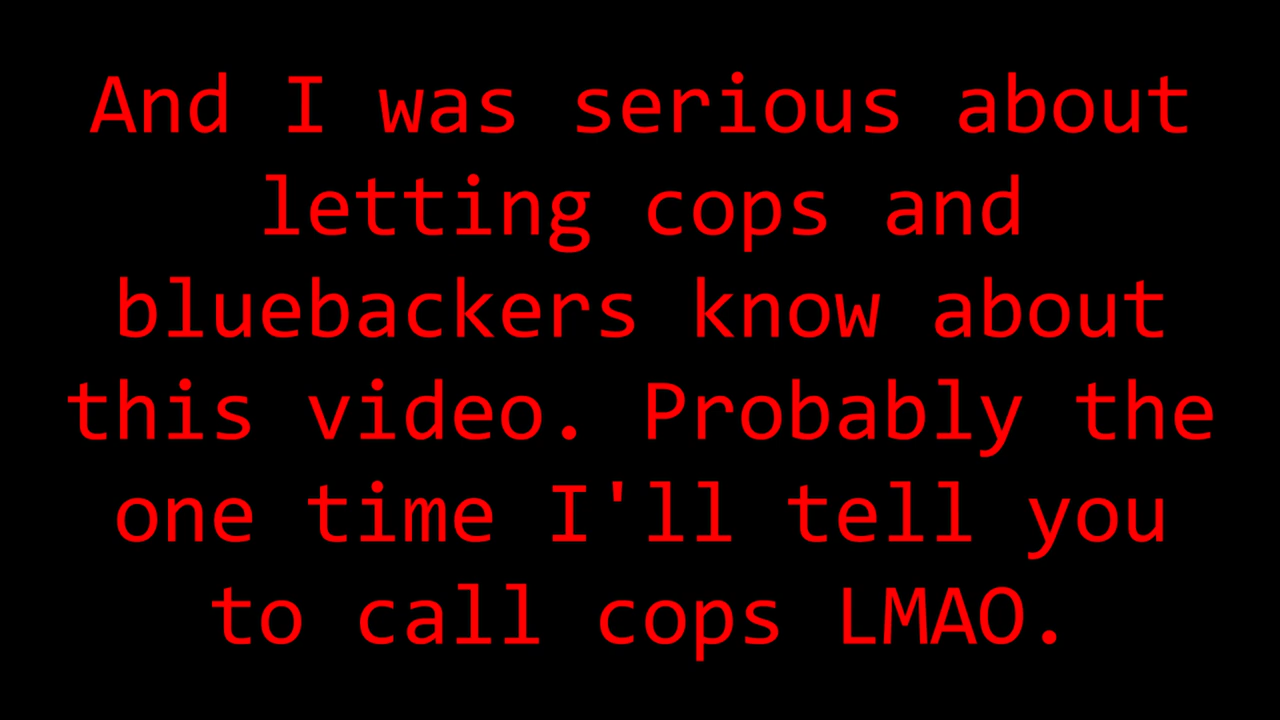 And I was serious about
letting cops and
bluebackers know about
this video. Probably the
one time I'll tell you
to call cops LMAO.